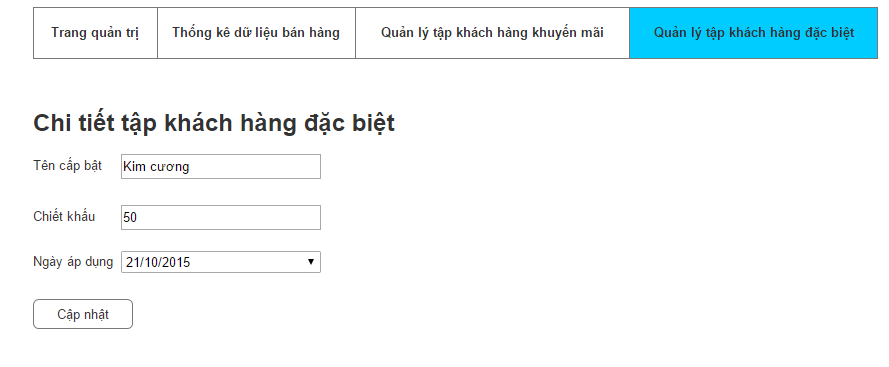 Trang quản trị Thống kê dữ liệu bán hàng Quản lý tập khách hàng khuyến mãi Quản lý tập khách hàng đặc biệt
Chi tiết tập khách hàng đặc biệt
Tên cấp bật Kim cương
Chiết khấu 50
Ngày áp dụng 21/10/2015
Cập nhật